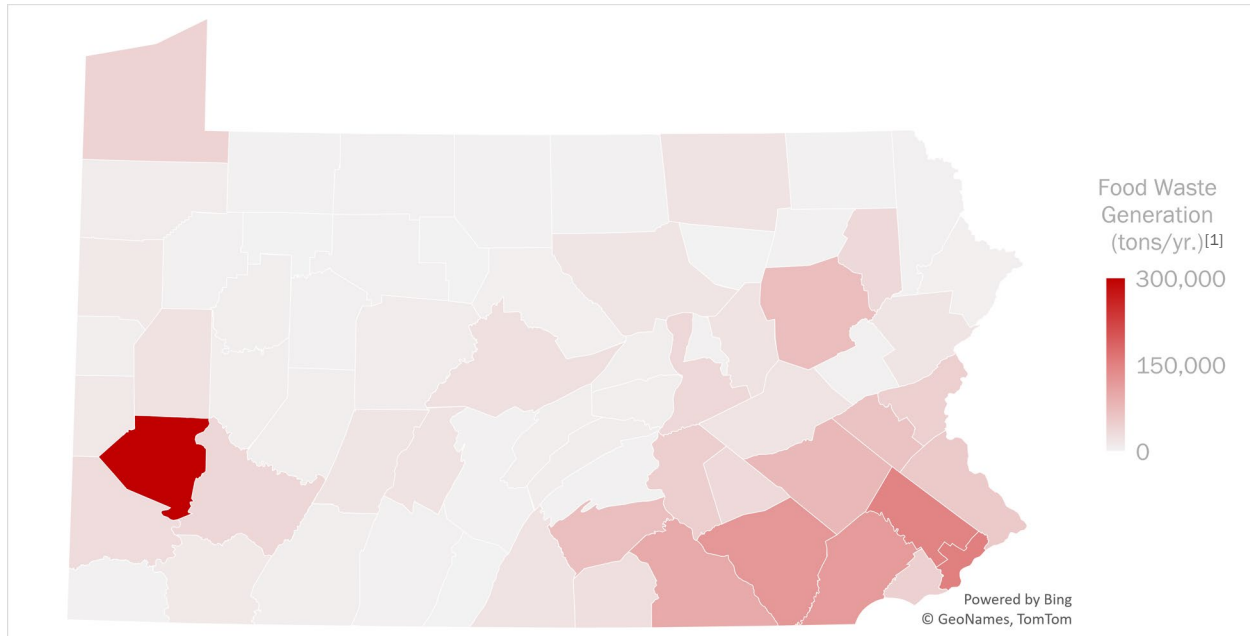 Food Waste
Generation
(tons/yr.)[1]
300,000
150,000
0
Powered by Bing
© GeoNames, TomTom